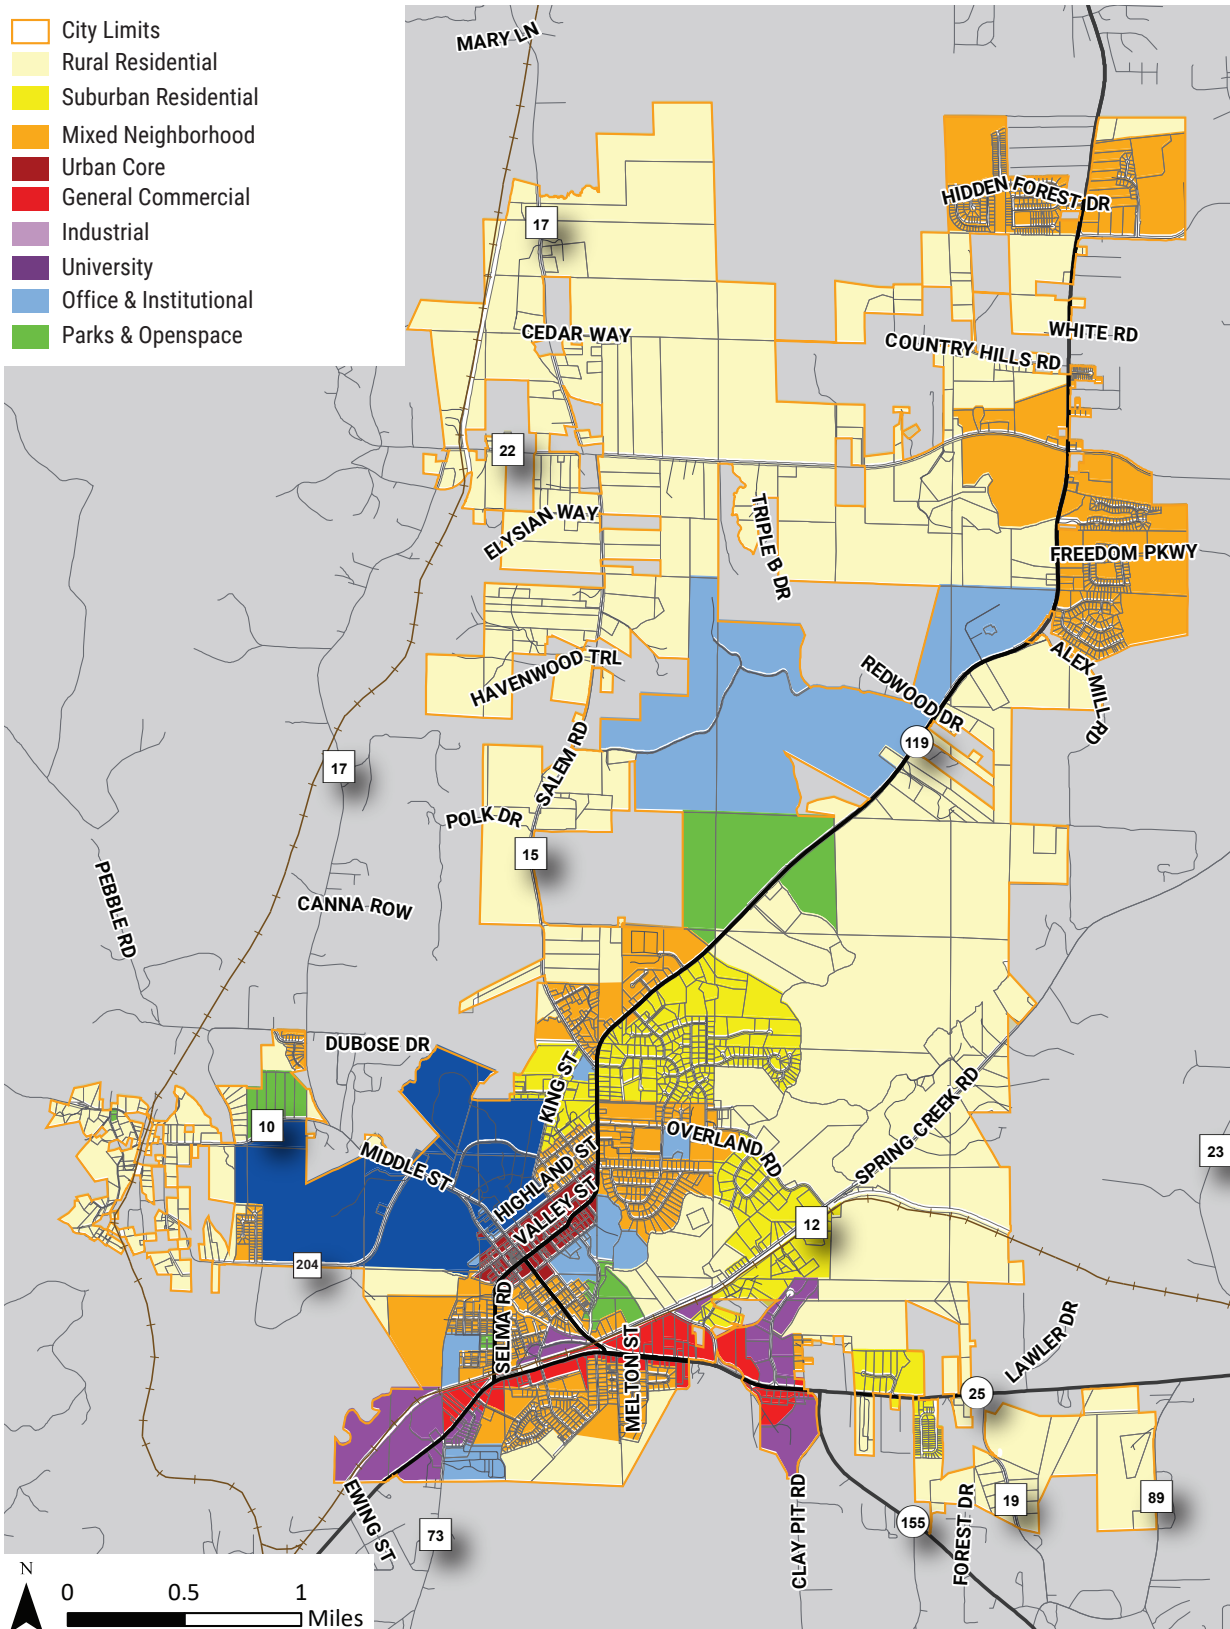 City Limits
Rural Residential
Suburban Residential
Mixed Neighborhood
Urban Core
General Commercial
Industrial
University
Office & Institutional
Parks & Openspace
MARY LN
HIDDEN FOREST DR
17
CEDAR WAY
WHITE RD
COUNTRY HILLS RD
22
TRIPLE B DR
ELYSIAN WAY
FREEDOM PKWY
HAVENWOOD TRL
ALEX MILL RD
REDWOOD DR
119
SALEM RD
17
POLK DR
15
PEBBLE RD
CANNA ROW
DUBOSE DR
KING ST
10
OVERLAND RD
SPRING CREEK RD
MIDDLE ST
HIGHLAND ST
23
VALLEY ST
12
204
SELMA RD
MELTON ST
LAWLER DR
25
EWING ST
CLAY PIT RD
FOREST DR
19
89
155
73
N
0 0.5 1
Miles